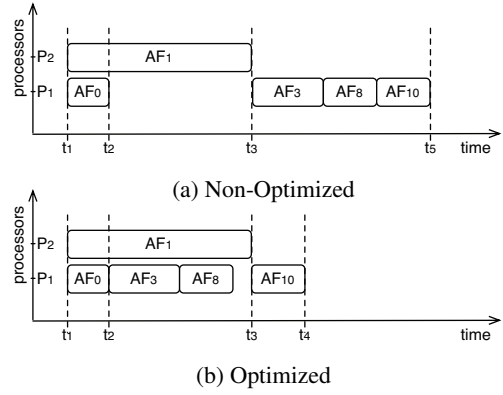 processors
P2
AF1
P1
AF0
AF3
AF8
AF10
t1
t2
t3
t5
time
(a) Non-Optimized
processors
P2
AF1
P1
AF0
AF3
AF8
AF10
t1
t2
t3
t4
time
(b) Optimized